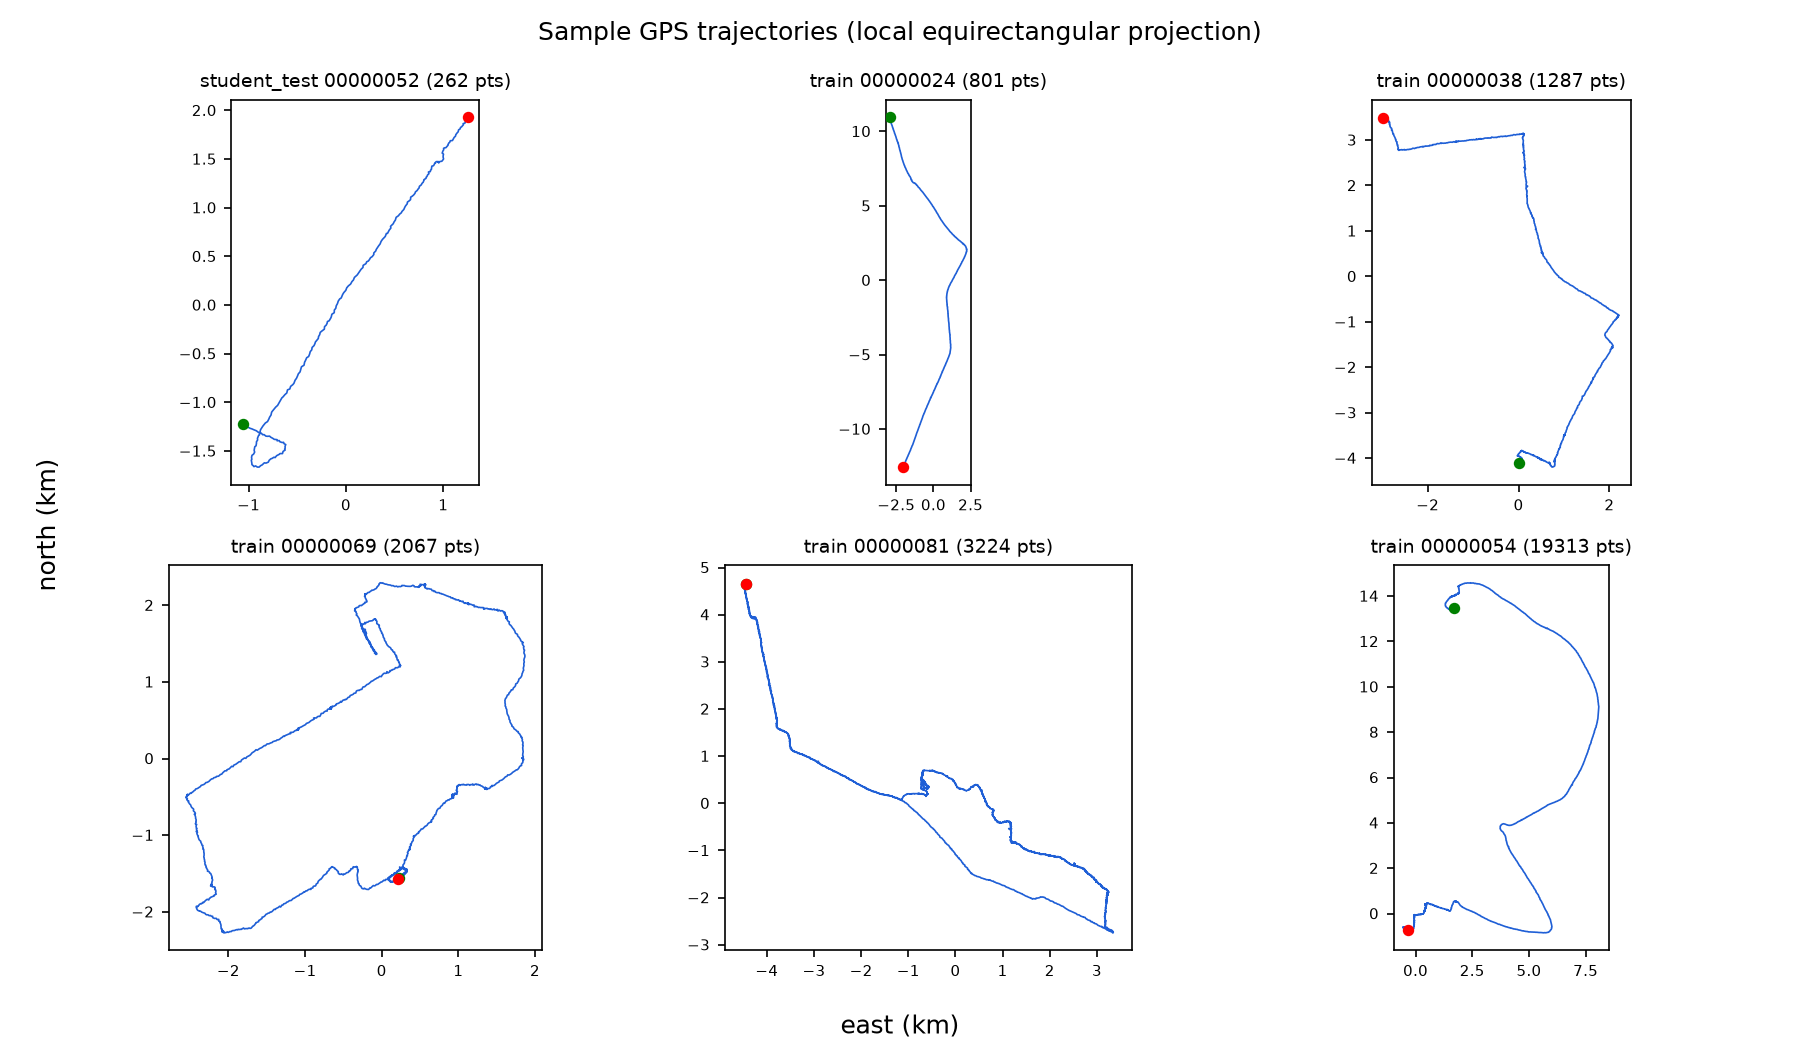 Sample GPS trajectories (local equirectangular projection)
student_test 00000052 (262 pts)
2.0
1.5
1.0
0.5
0.0
−0.5
−1.0
−1.5
−1 0 1
train 00000024 (801 pts)
10
5
0
−5
−10
−2.5 0.0 2.5
train 00000038 (1287 pts)
3
2
1
0
−1
−2
−3
−4
−2 0 2
north (km)
train 00000069 (2067 pts)
2
1
0
−1
−2
−2 −1 0 1 2
train 00000081 (3224 pts)
5
4
3
2
1
0
−1
−2
−3
−4 −3 −2 −1 0 1 2 3
train 00000054 (19313 pts)
14
12
10
8
6
4
2
0
0.0 2.5 5.0 7.5
east (km)